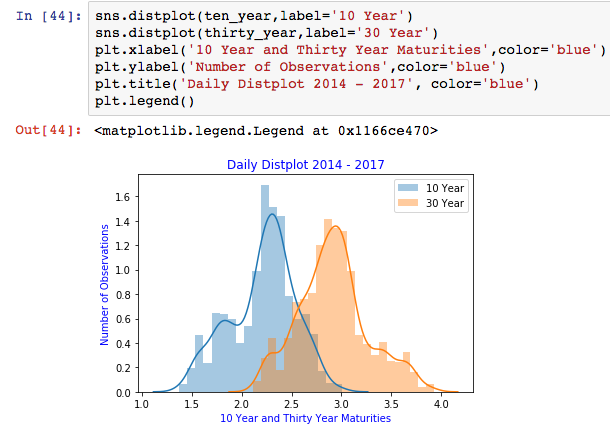 In [44]: sns.distplot(ten_year,label='10 Year')
sns.distplot(thirty_year,label='30 Year')
plt.xlabel('10 Year and Thirty Year Maturities',color='blue')
plt.ylabel('Number of Observations',color='blue')
plt.title('Daily Distplot 2014 - 2017', color='blue')
plt.legend()
Out[44]: <matplotlib.legend.Legend at 0x1166ce470>
Daily Distplot 2014 - 2017
10 Year
30 Year
Number of Observations
1.6
1.4
1.2
1.0
0.8
0.6
0.4
0.2
0.0
1.0 1.5 2.0 2.5 3.0 3.5 4.0
10 Year and Thirty Year Maturities